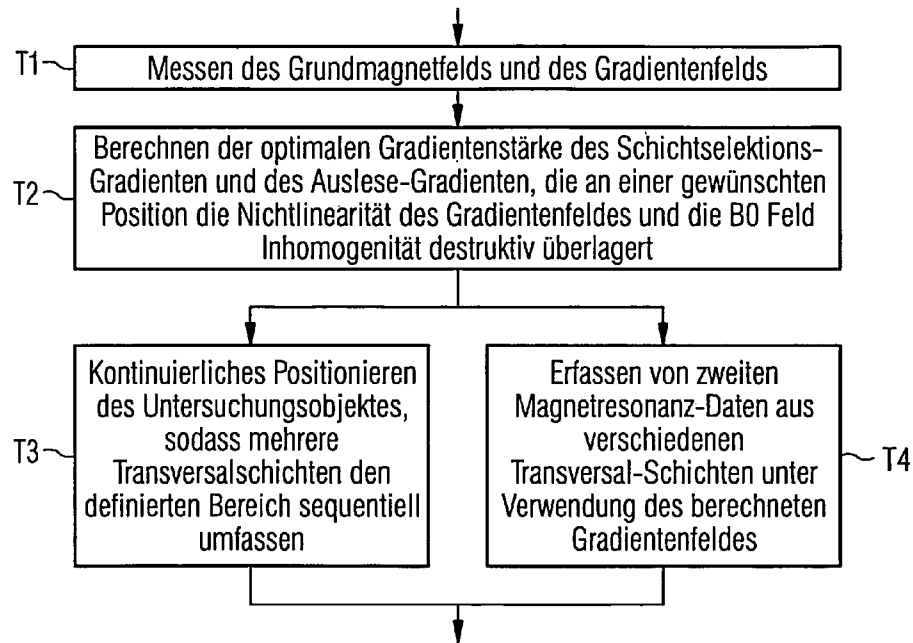 T1
Messen des Grundmagnetfelds und des Gradientenfelds
T2
Berechnen der optimalen Gradientenstärke des Schichtselektions-
Gradienten und des Auslese-Gradienten, die an einer gewünschten
Position die Nichtlinearität des Gradientenfeldes und die B0 Feld
Inhomogenität destruktiv überlagert
T3
Kontinuierliches Positionieren
des Untersuchungsobjektes,
sodass mehrere
Transversalschichten den
definierten Bereich sequentiell
umfassen
Erfassen von zweiten
Magnetresonanz-Daten aus
verschiedenen
Transversal-Schichten unter
Verwendung des berechneten
Gradientenfeldes
T4